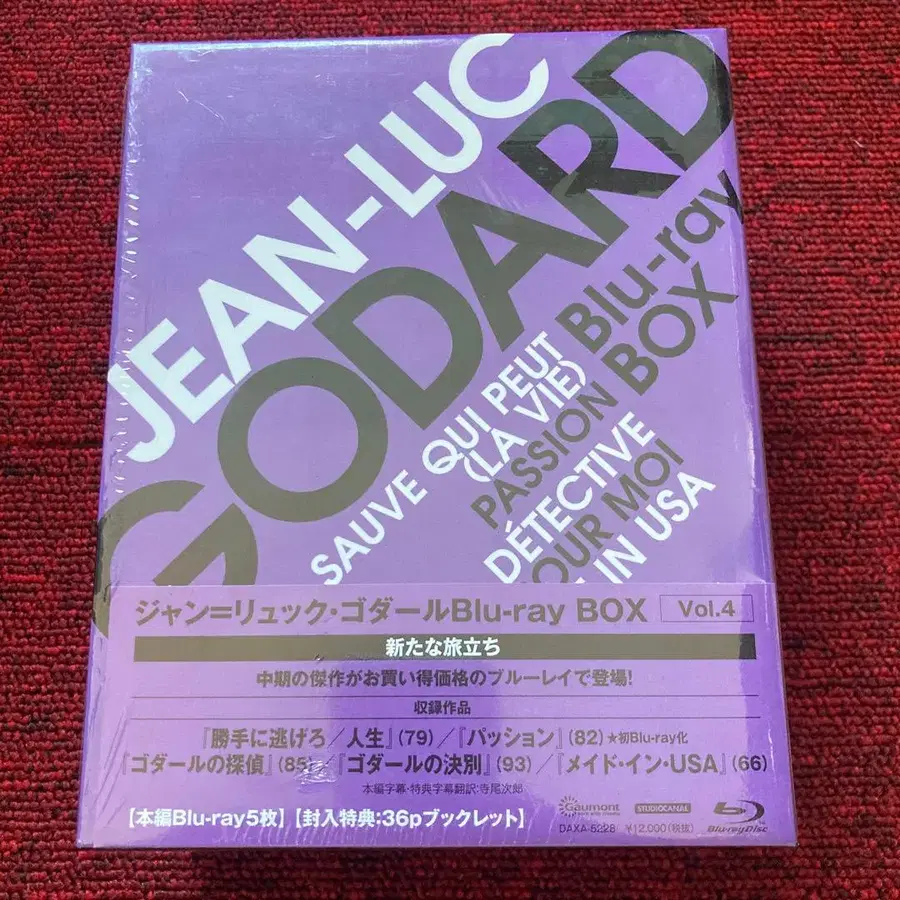 JEAN-LUC
GODARD
Blu-ray
BOX
SAUVE QUI PEUT
(LA VIE)
PASSION
DÉTECTIVE
OUR MOI
IN USA
ジャン=リュック・ゴダールBlu-ray BOX Vol.4
新たな旅立ち
中期の傑作がお買い得価格のブルーレイで登場!
収録作品
『勝手に逃げろ/人生』(79)/『パッション』(82)★初Blu-ray化
『ゴダールの探偵』(85)/『ゴダールの決別』(93)/『メイド・イン・USA』(66)
本編字幕・特典字幕翻訳:寺尾次郎
【本編Blu-ray5枚】【封入特典:36pブックレット】
Gaumont
STUDIOCANAL
Blu-ray Disc
DAXA-5228 ¥12,000(税抜)